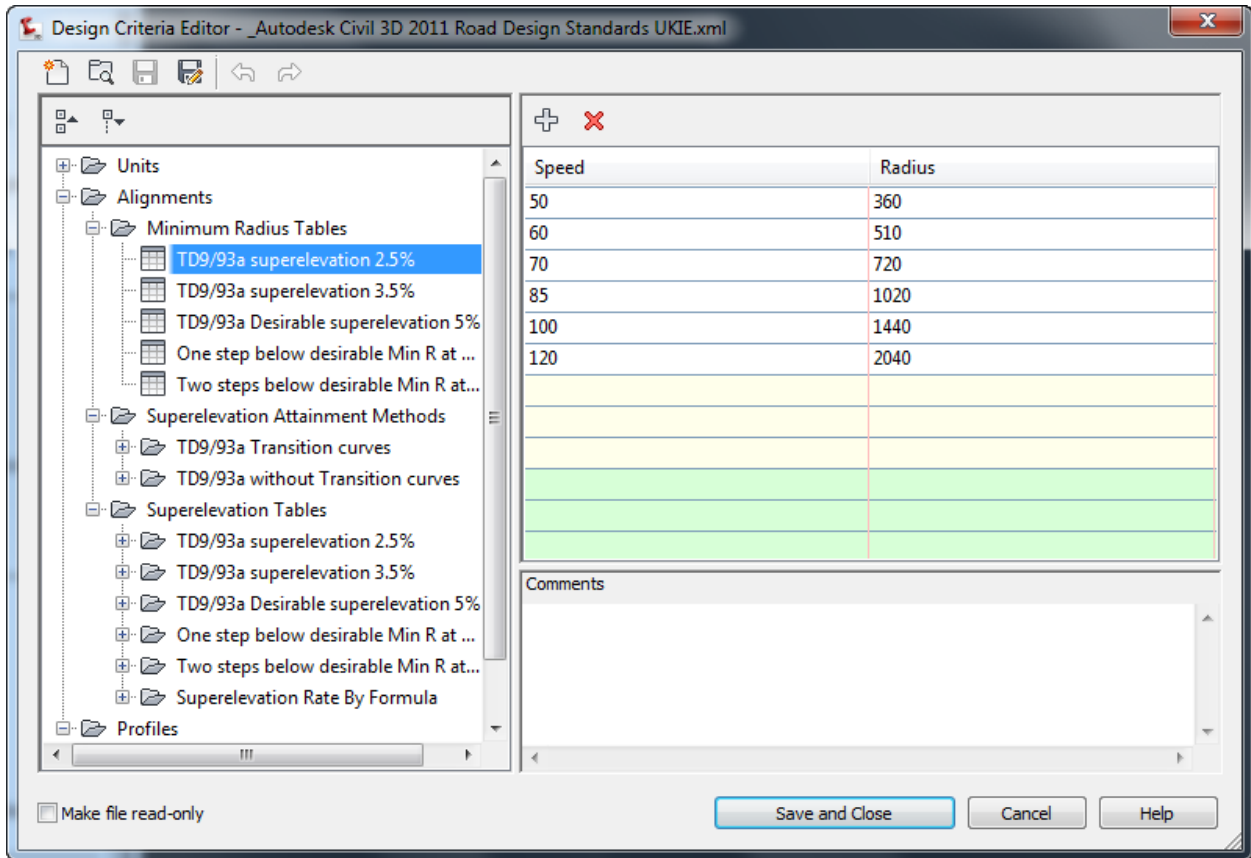 Design Criteria Editor - _Autodesk Civil 3D 2011 Road Design Standards UKIE.xml
Units
Alignments
Minimum Radius Tables
TD9/93a superelevation 2.5%
TD9/93a superelevation 3.5%
TD9/93a Desirable superelevation 5%
One step below desirable Min R at ...
Two steps below desirable Min R at...
Superelevation Attainment Methods
TD9/93a Transition curves
TD9/93a without Transition curves
Superelevation Tables
TD9/93a superelevation 2.5%
TD9/93a superelevation 3.5%
TD9/93a Desirable superelevation 5%
One step below desirable Min R at ...
Two steps below desirable Min R at...
Superelevation Rate By Formula
Profiles
Speed Radius
50 360
60 510
70 720
85 1020
100 1440
120 2040
Comments
Make file read-only
Save and Close Cancel Help